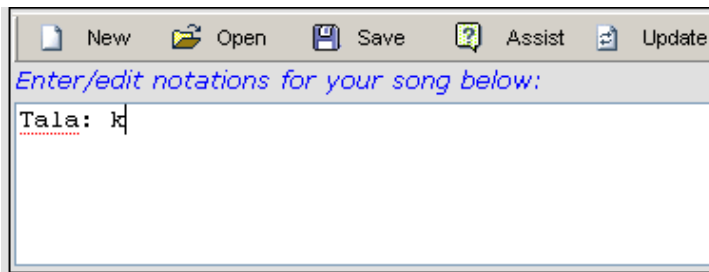 New Open Save Assist Update
Enter/edit notations for your song below:
Tala: k